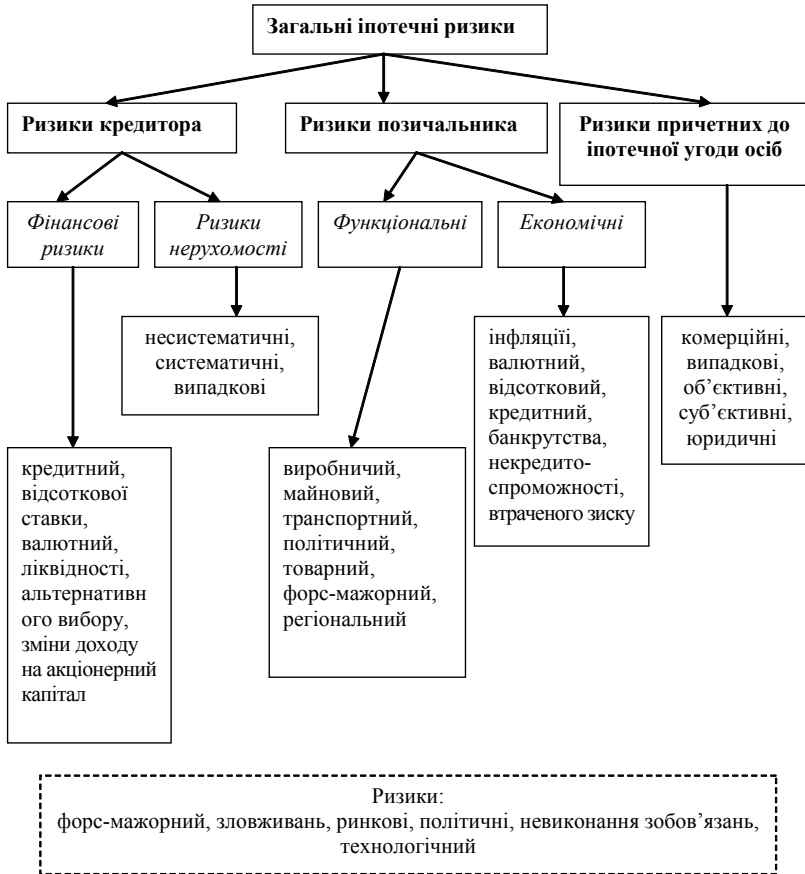 Загальні іпотечні ризики
Ризики кредитора
Ризики позичальника
Ризики причетних до
іпотечної угоди осіб
Фінансові
ризики
Ризики
нерухомості
Функціональні
Економічні
несистематичні,
систематичні,
випадкові
інфляціїі,
валютний,
відсотковий,
кредитний,
банкрутства,
некредито-
спроможності,
втраченого зиску
комерційні,
випадкові,
об’єктивні,
суб’єктивні,
юридичні
кредитний,
відсоткової
ставки,
валютний,
ліквідності,
альтернативн
ого вибору,
зміни доходу
на акціонерний
капітал
виробничий,
майновий,
транспортний,
політичний,
товарний,
форс-мажорний,
регіональний
Ризики:
форс-мажорний, зловживань, ринкові, політичні, невиконання зобов’язань,
технологічний